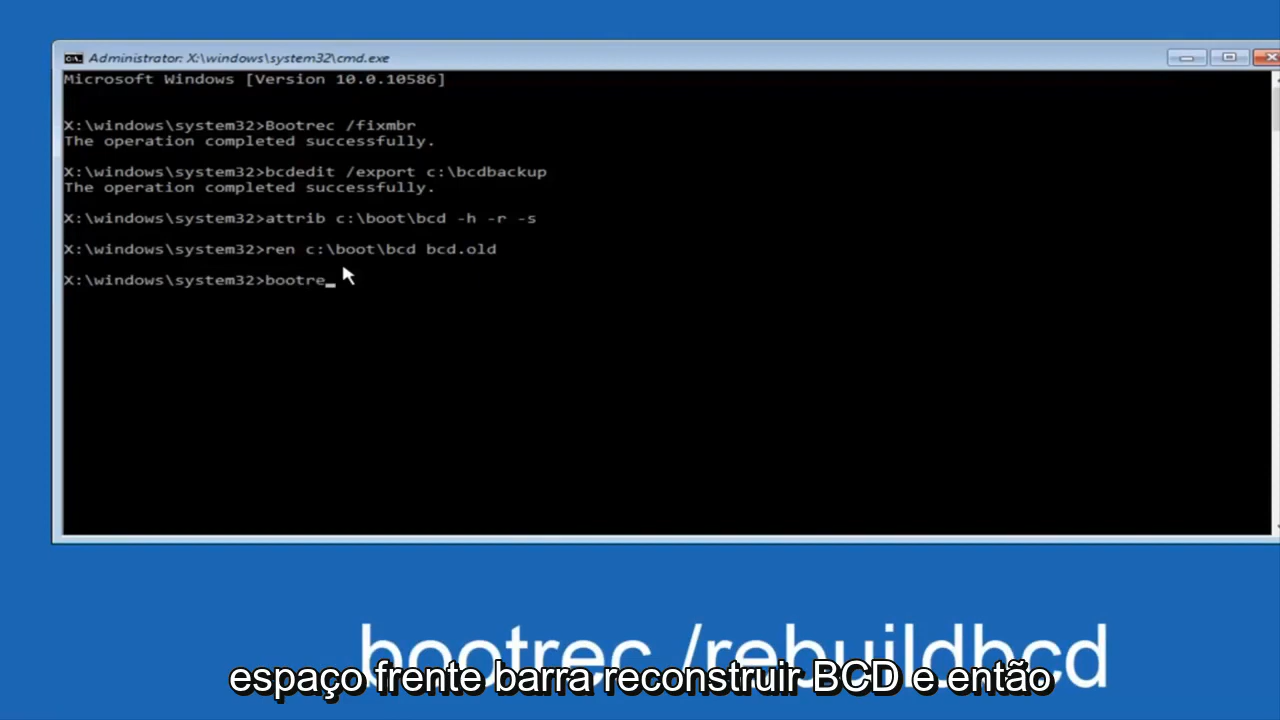 Administrator: X:\windows\system32\cmd.exe
Microsoft Windows [Version 10.0.10586]
X:\windows\system32>Bootrec /fixmbr
The operation completed successfully.
X:\windows\system32>bcdedit /export c:\bcdbackup
The operation completed successfully.
X:\windows\system32>attrib c:\boot\bcd -h -r -s
X:\windows\system32>ren c:\boot\bcd bcd.old
X:\windows\system32>bootre_
bootrec /rebuildbcd
espaço frente barra reconstruir BCD e então